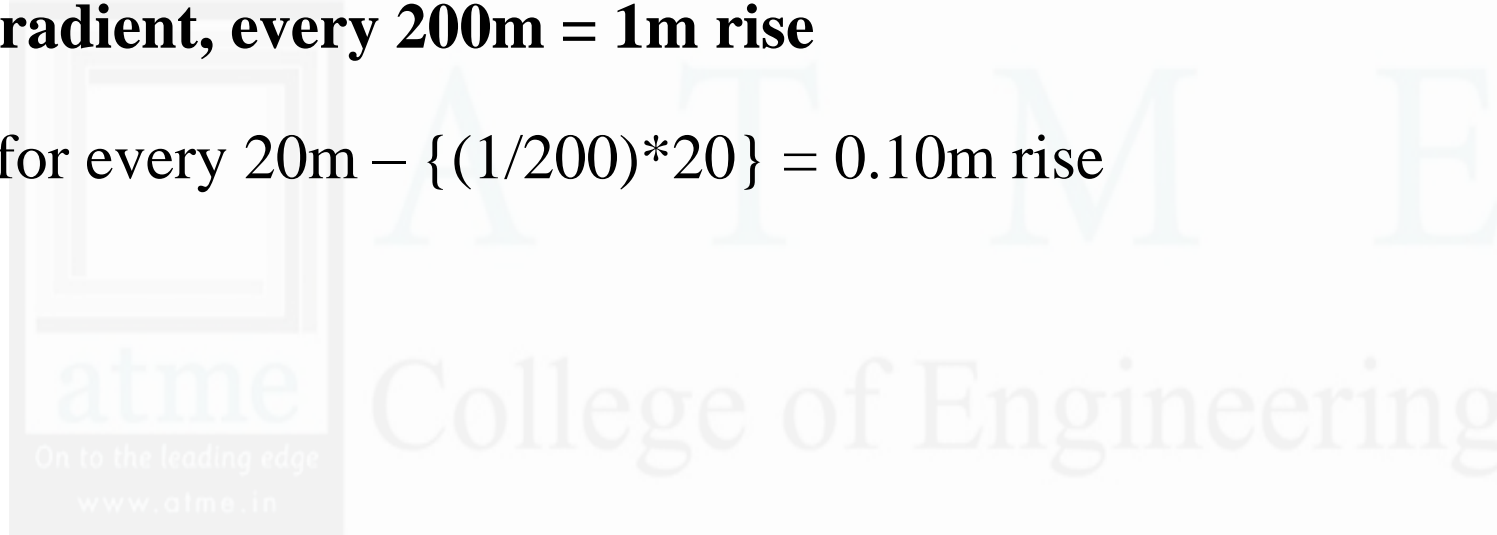 radient, every 200m = 1m rise
for every 20m – {(1/200)*20} = 0.10m rise
A T M E
atme
College of Engineering
On to the leading edge
www.atme.in